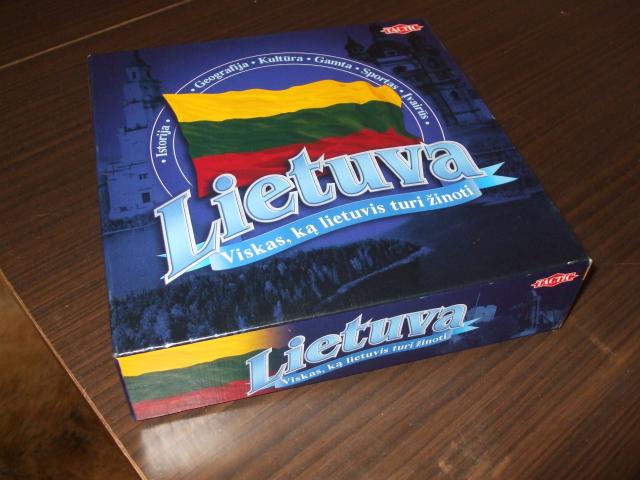 TACTIC
• Istorija • Geografija • Kultūra • Gamta • Sportas • Įvairūs •
Lietuva
Viskas, ką lietuvis turi žinoti
TACTIC
Lietuva
Viskas, ką lietuvis turi žinoti